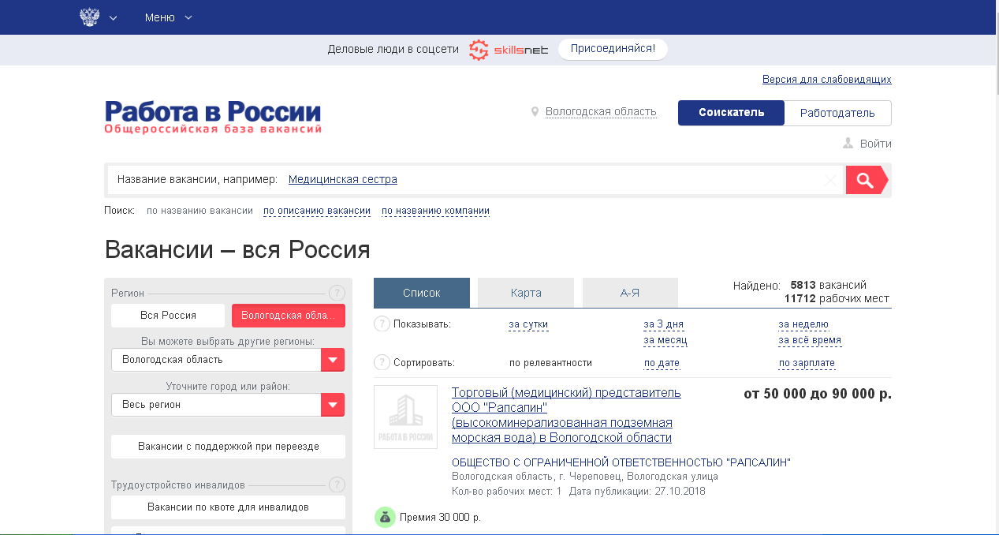 Меню
Деловые люди в соцсети skillsnet Присоединяйся!
Версия для слабовидящих
Работа в России
Общероссийская база вакансий
Вологодская область
Соискатель Работодатель
Войти
Название вакансии, например: Медицинская сестра
Поиск: по названию вакансии по описанию вакансии по названию компании
Вакансии – вся Россия
Регион ?
Вся Россия Вологодская обла...
Вы можете выбрать другие регионы:
Вологодская область
Уточните город или район:
Весь регион
Вакансии с поддержкой при переезде
Трудоустройство инвалидов ?
Вакансии по квоте для инвалидов
Список Карта А-Я
Найдено: 5813 вакансий
11712 рабочих мест
? Показывать: за сутки за 3 дня за неделю
за месяц за всё время
? Сортировать: по релевантности по дате по зарплате
РАБОТА В РОССИИ
Торговый (медицинский) представитель
ООО "Рапсалин"
(высокоминерализованная подземная
морская вода) в Вологодской области
от 50 000 до 90 000 р.
ОБЩЕСТВО С ОГРАНИЧЕННОЙ ОТВЕТСТВЕННОСТЬЮ "РАПСАЛИН"
Вологодская область, г. Череповец, Вологодская улица
Кол-во рабочих мест: 1 Дата публикации: 27.10.2018
Премия 30 000 р.